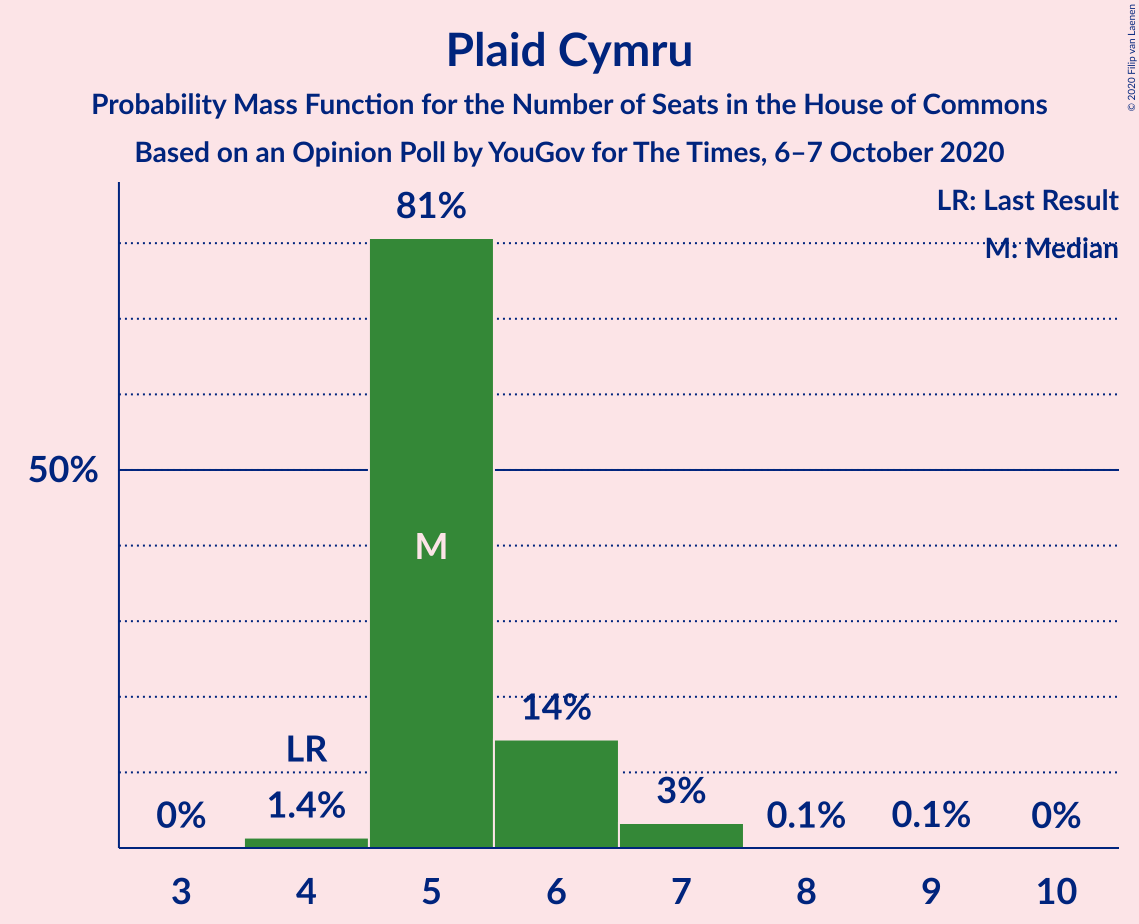 Plaid Cymru
Probability Mass Function for the Number of Seats in the House of Commons
Based on an Opinion Poll by YouGov for The Times, 6–7 October 2020
© 2020 Filip van Laenen
LR: Last Result
M: Median
81%
50%
M
14%
LR
3%
1.4%
0%
0.1%
0.1%
0%
3 4 5 6 7 8 9 10